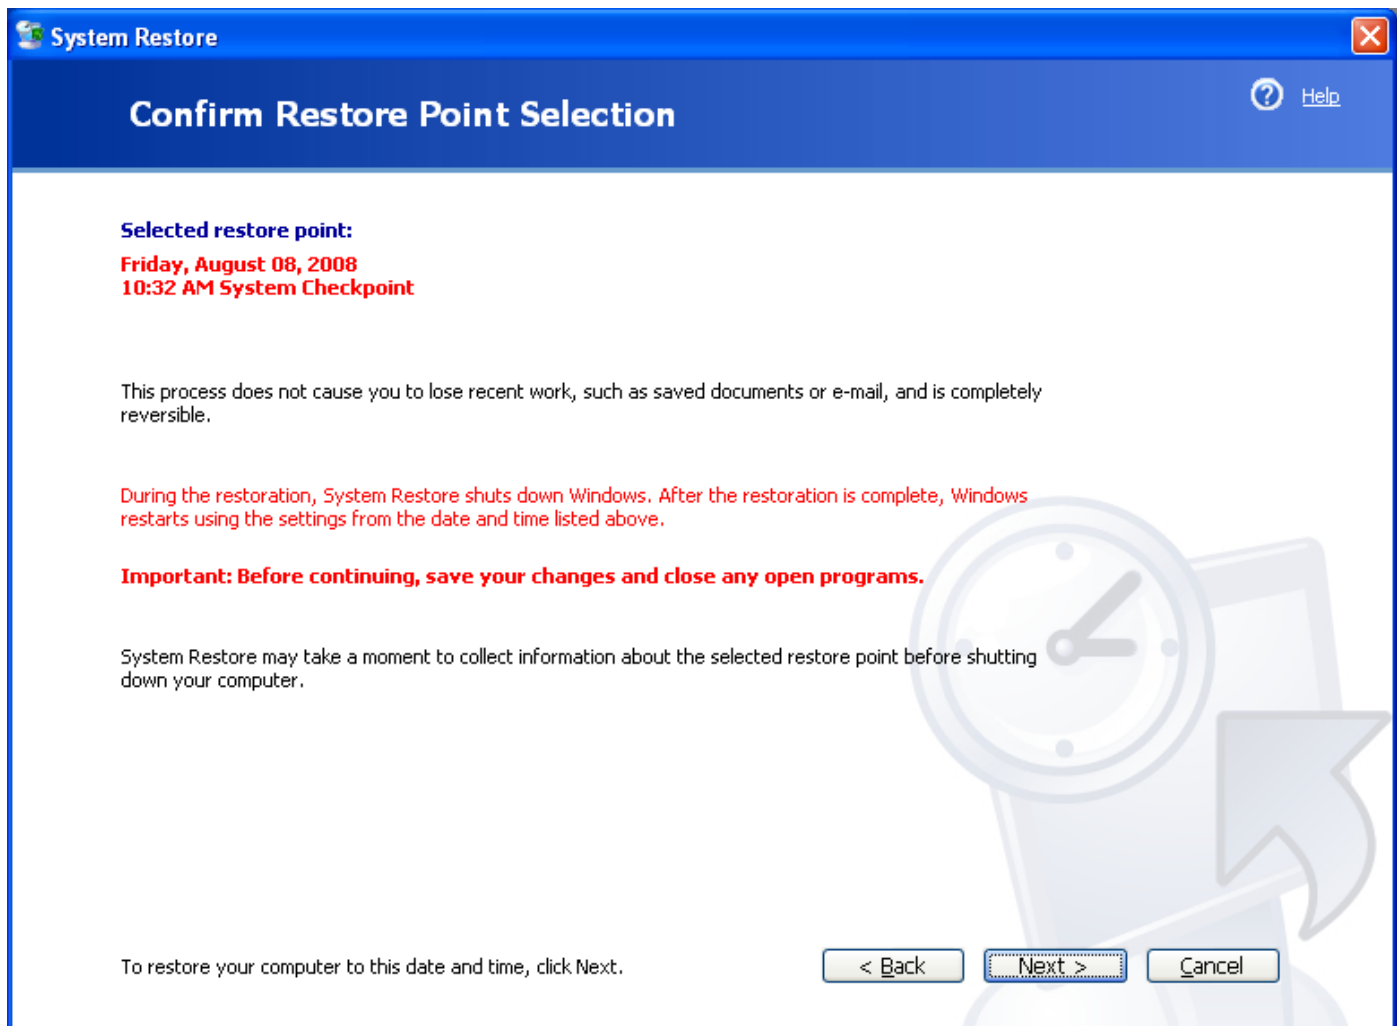 System Restore
Confirm Restore Point Selection
Help
Selected restore point:
Friday, August 08, 2008
10:32 AM System Checkpoint
This process does not cause you to lose recent work, such as saved documents or e-mail, and is completely
reversible.
During the restoration, System Restore shuts down Windows. After the restoration is complete, Windows
restarts using the settings from the date and time listed above.
Important: Before continuing, save your changes and close any open programs.
System Restore may take a moment to collect information about the selected restore point before shutting
down your computer.
To restore your computer to this date and time, click Next.
< Back
Next >
Cancel